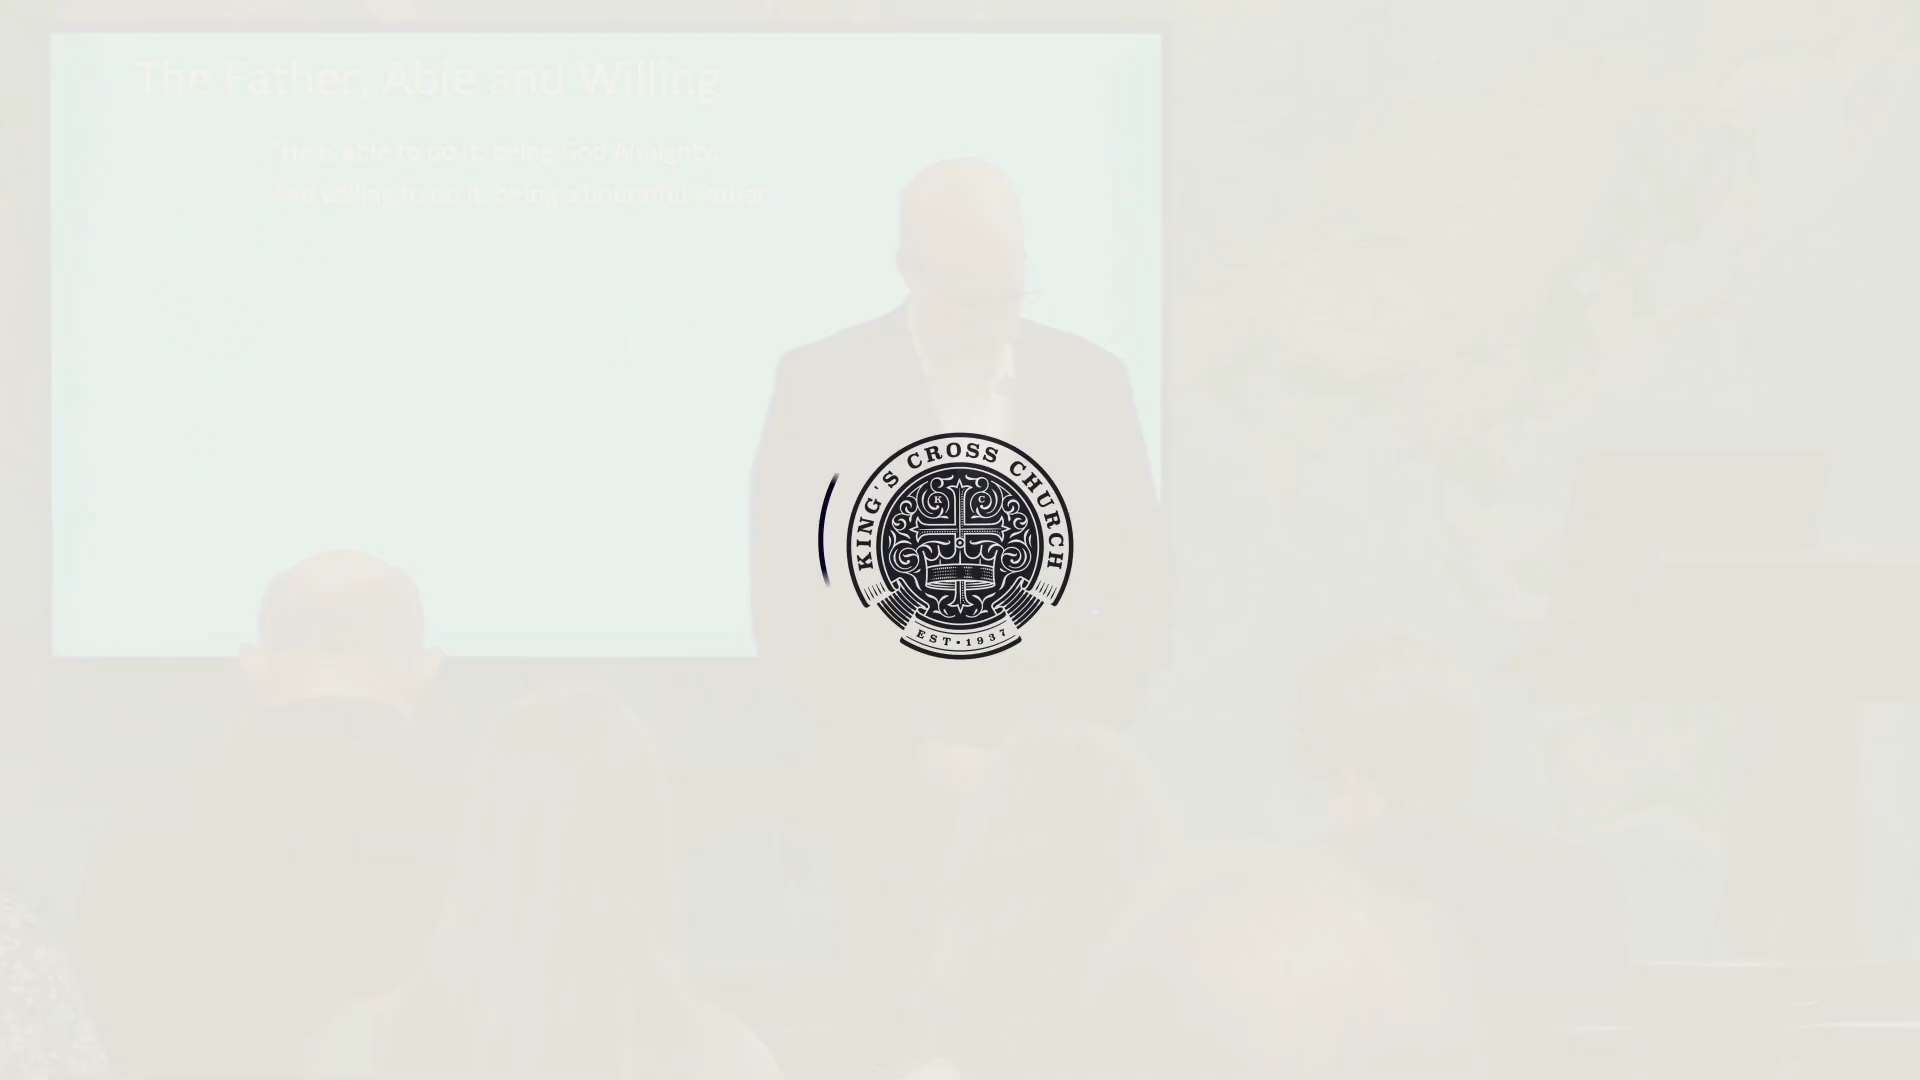 The Father, Able and Willing
"He is able to do it, being God Almighty.
And willing to do it, being a bountiful Father."
KING'S CROSS CHURCH
K C
EST • 1937